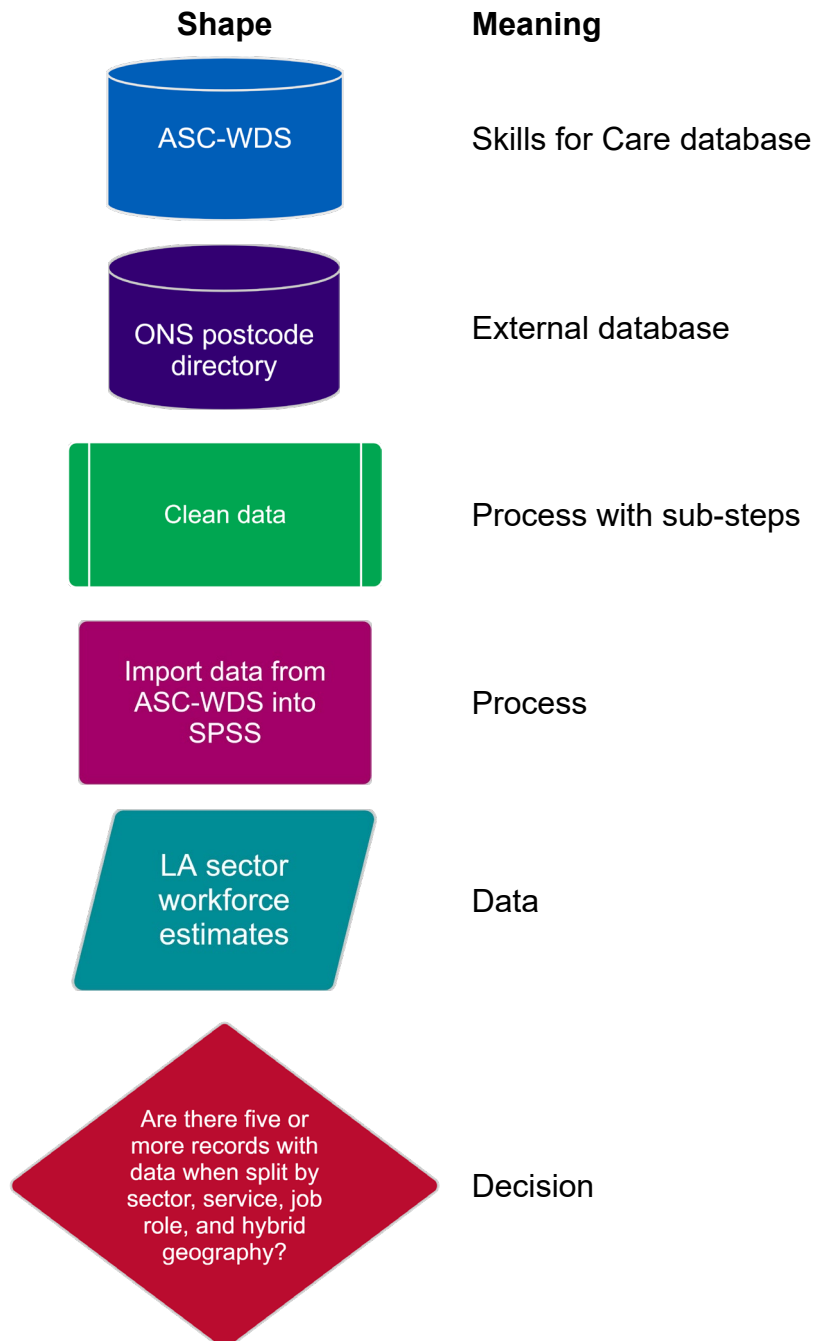 Shape Meaning
ASC-WDS
Skills for Care database
ONS postcode
directory
External database
Clean data
Process with sub-steps
Import data from
ASC-WDS into
SPSS
Process
LA sector
workforce
estimates
Data
Are there five or
more records with
data when split by
sector, service, job
role, and hybrid
geography?
Decision